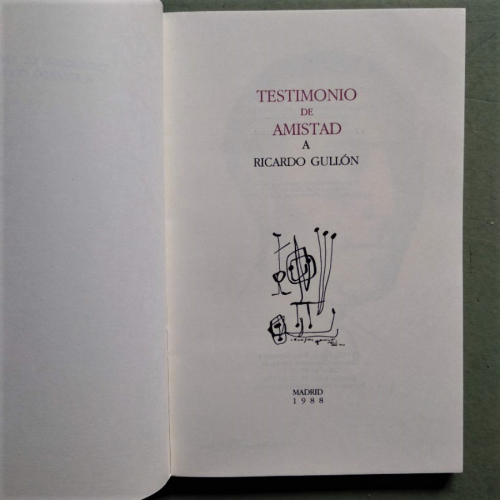 TESTIMONIO
DE
AMISTAD
A
RICARDO GULLÓN
MADRID
1988